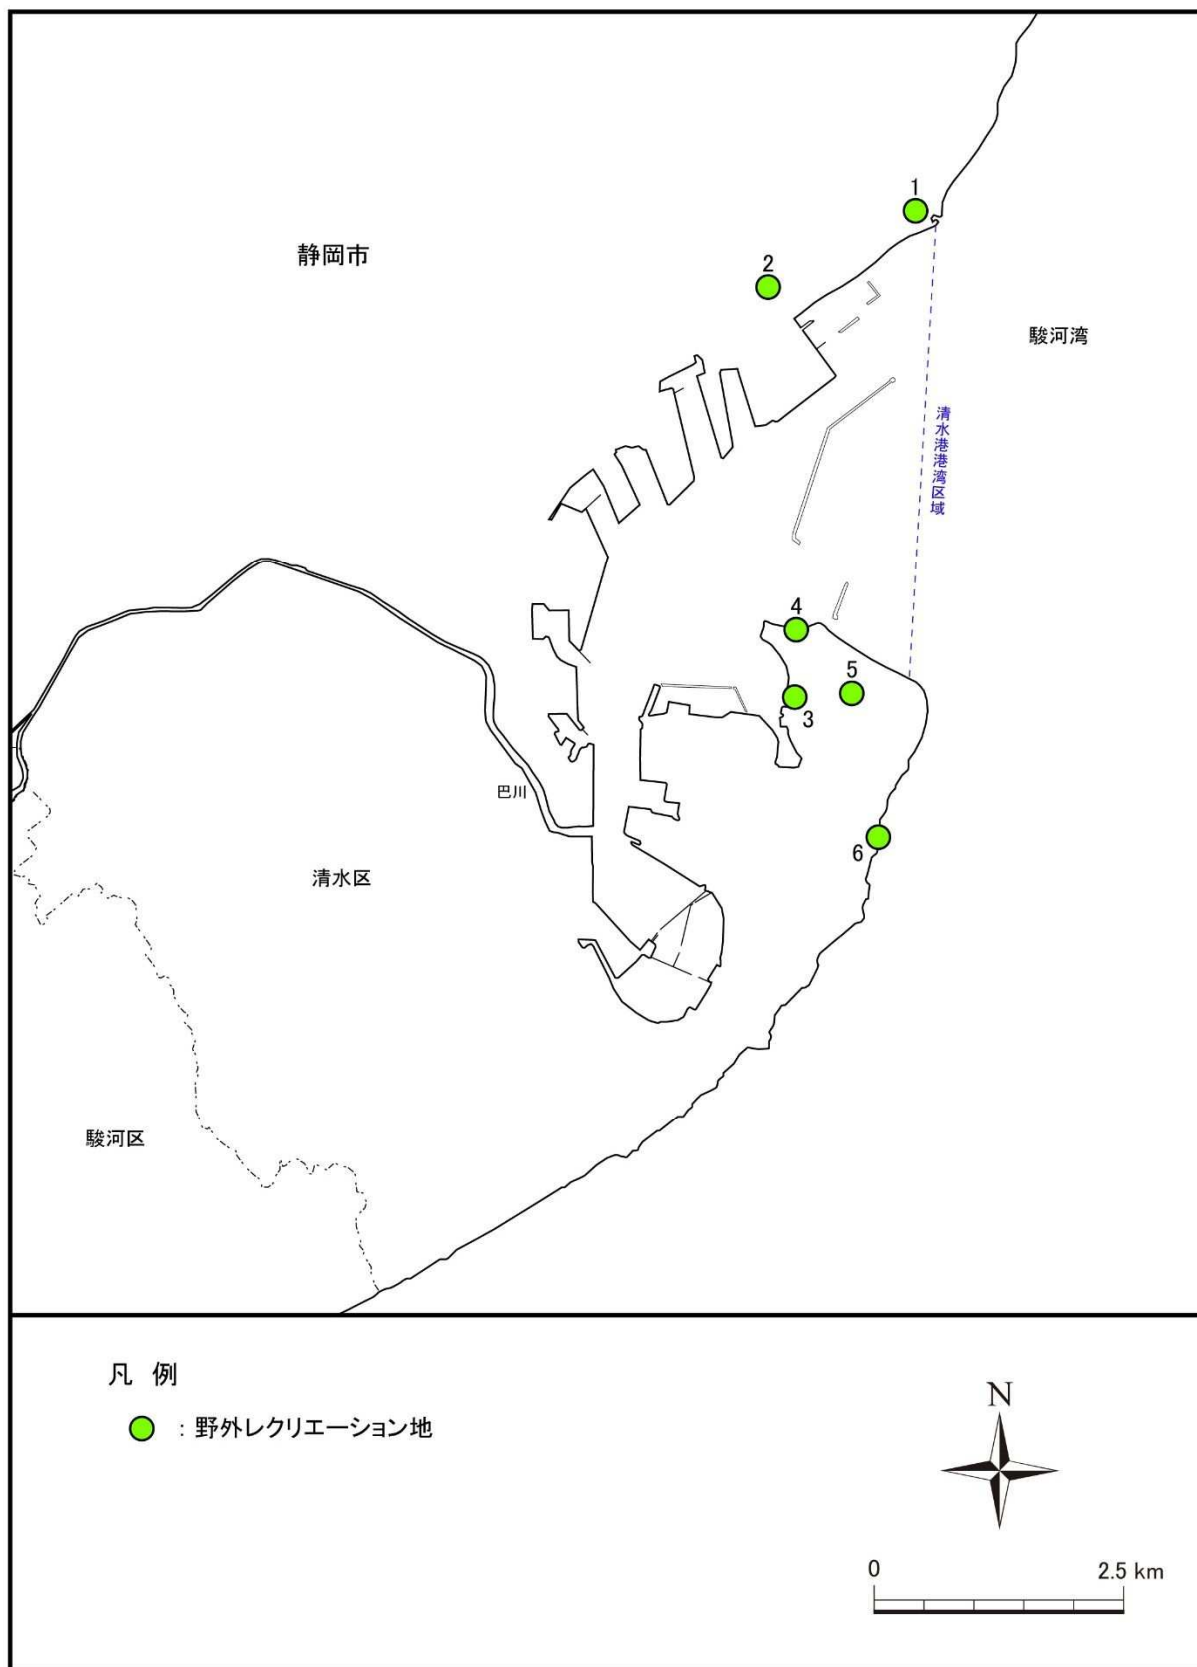 1
静岡市
2
駿河湾
清水港港湾区域
4
5
3
巴川
6
清水区
駿河区
凡 例
：野外レクリエーション地
N
0 2.5 km